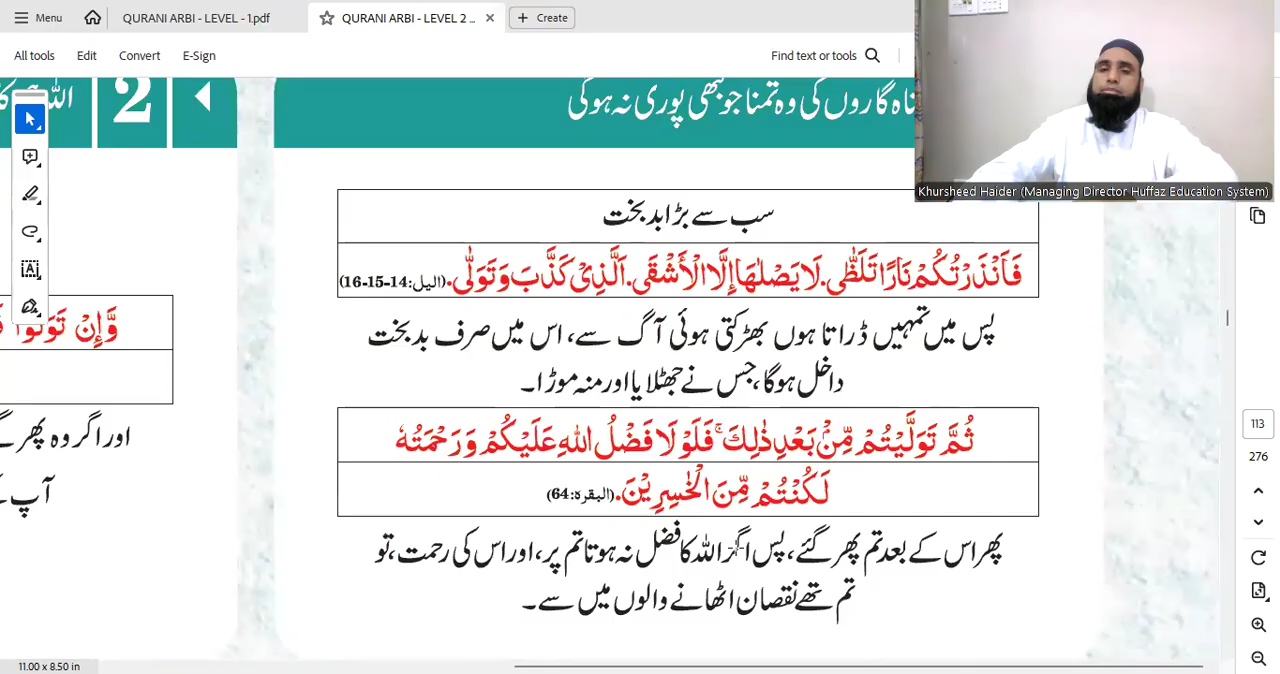 Menu
QURANI ARBI - LEVEL - 1.pdf
QURANI ARBI - LEVEL 2 ...
Create
All tools
Edit
Convert
E-Sign
Find text or tools
2
گاروں کی وہ تمنا جو کبھی پوری نہ ہوگی
Khursheed Haider (Managing Director Huffaz Education System)
سب سے بڑا بدبخت
فَاَنْذَرْتُكُمْ نَارًا تَلَظّٰى. لَا يَصْلٰهَا إِلَّا الْأَشْقَى. اَلَّذِىْ كَذَّبَ وَتَوَلّٰى. (اليل:14-15-16)
پس میں تمہیں ڈراتا ہوں بھڑکتی ہوئی آگ سے، اس میں صرف بدبخت
داخل ہوگا، جس نے جھٹلایا اور منہ موڑا۔
ثُمَّ تَوَلَّيْتُمْ مِّنْۢ بَعْدِ ذٰلِكَ ۚ فَلَوْ لَا فَضْلُ اللهِ عَلَيْكُمْ وَرَحْمَتُهٗ
لَكُنْتُمْ مِّنَ الْخٰسِرِيْنَ. (البقره:64)
پھر اس کے بعد تم پھر گئے، پس اگر اللہ کا فضل نہ ہوتا تم پر، اور اس کی رحمت، تو
تم تھے نقصان اٹھانے والوں میں سے۔
وَّإِنْ تَوَلَّوْا
اور اگر وہ پھر گئے
آپ
113
276
11.00 x 8.50 in